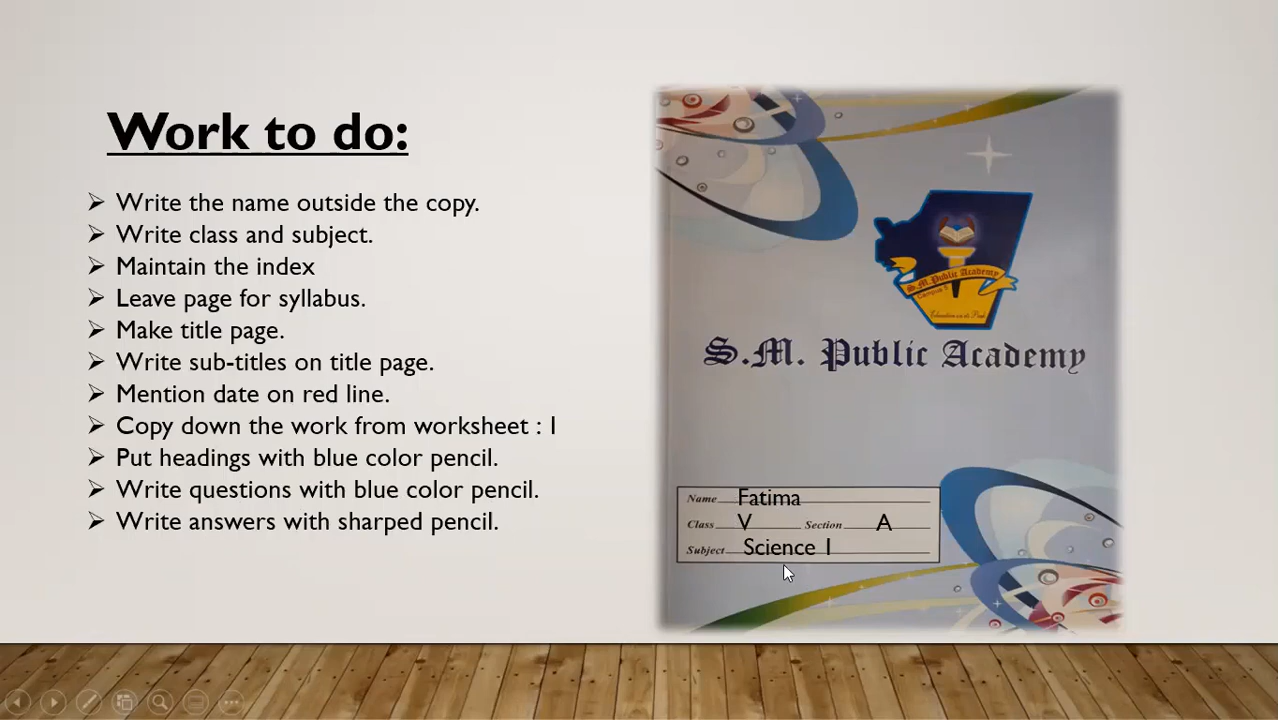 Work to do:
Write the name outside the copy.
Write class and subject.
Maintain the index
Leave page for syllabus.
Make title page.
Write sub-titles on title page.
Mention date on red line.
Copy down the work from worksheet : I
Put headings with blue color pencil.
Write questions with blue color pencil.
Write answers with sharped pencil.
S.M. Public Academy
Campus
S.M. Public Academy
Name Fatima
Class V Section A
Subject Science I